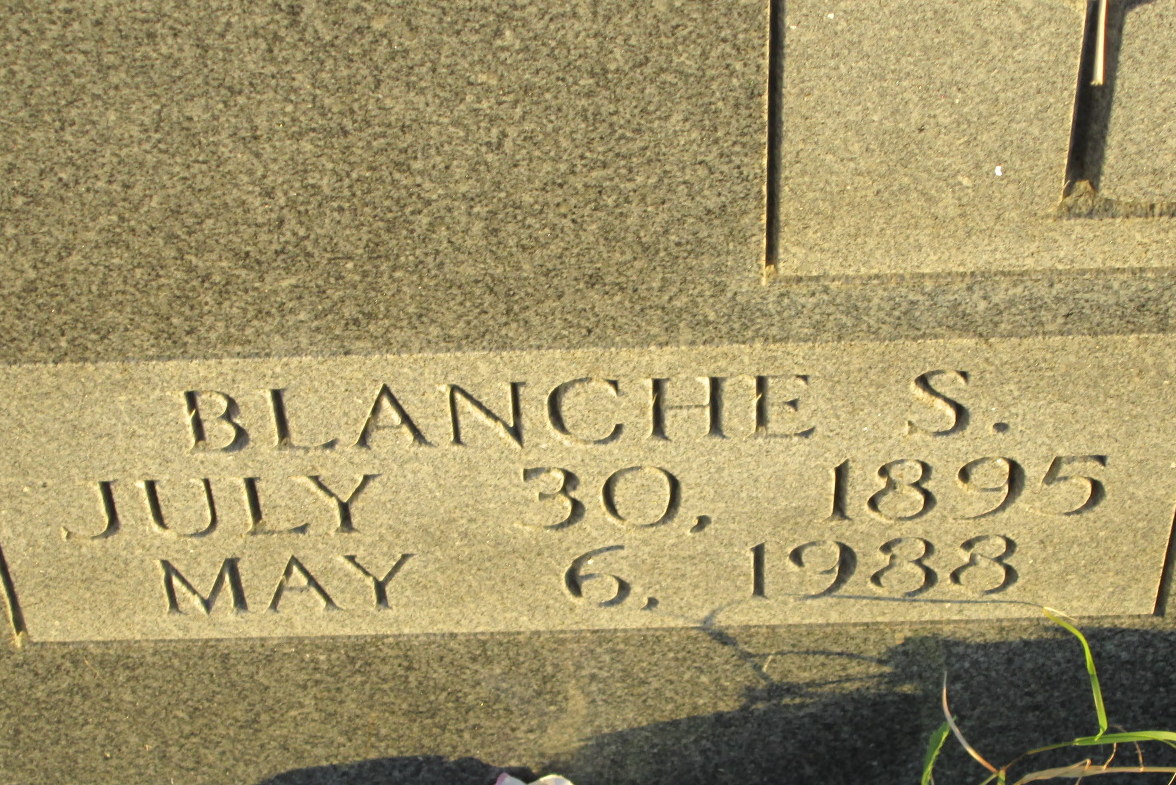 BLANCHE S.
JULY 30, 1895
MAY 6, 1988